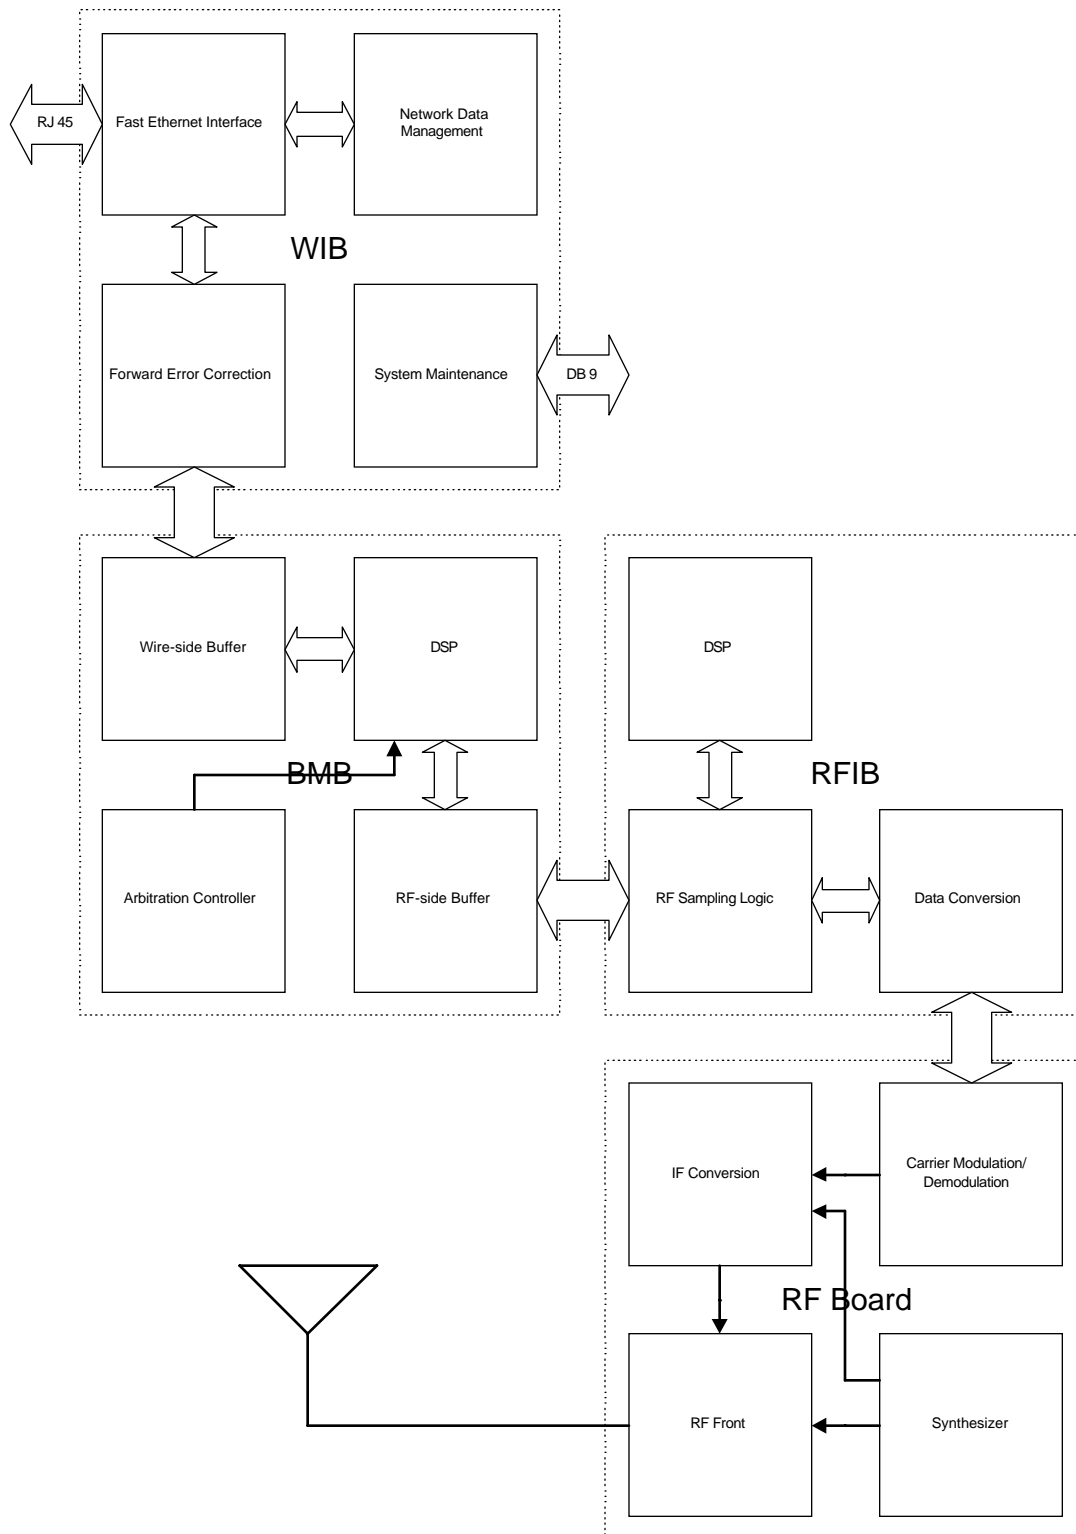 RJ 45
Fast Ethernet Interface
Network Data
Management
WIB
Forward Error Correction
System Maintenance
DB 9
Wire-side Buffer
DSP
DSP
BMB
RFIB
Arbitration Controller
RF-side Buffer
RF Sampling Logic
Data Conversion
IF Conversion
Carrier Modulation/
Demodulation
RF Board
RF Front
Synthesizer